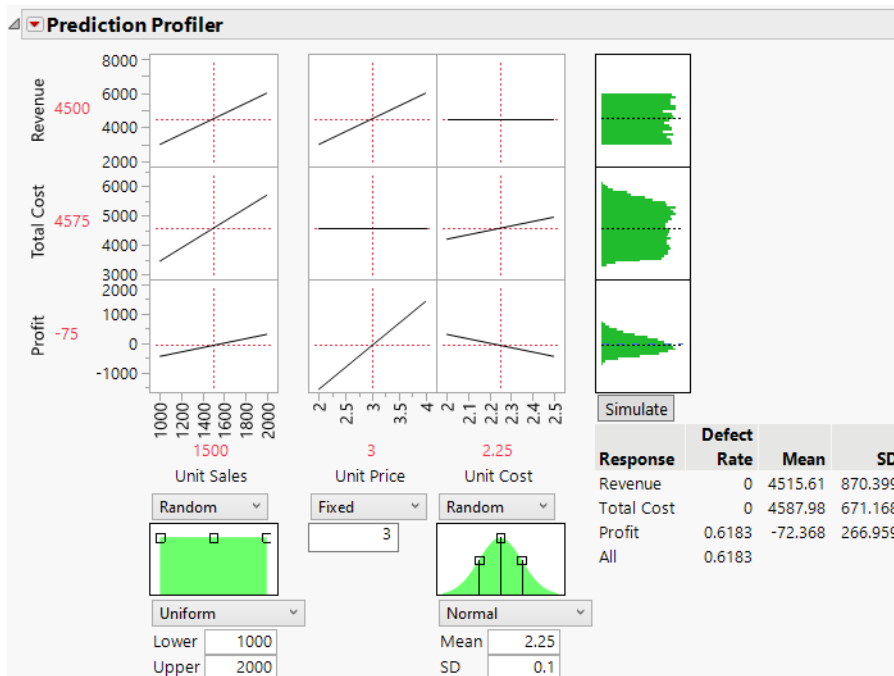 Prediction Profiler
Revenue
4500
8000
6000
4000
2000
Total Cost
4575
6000
5000
4000
3000
Profit
-75
2000
1000
0
-1000
1000
1200
1400
1600
1800
2000
2
2.5
3
3.5
4
2
2.1
2.2
2.3
2.4
2.5
1500 3 2.25
Unit Sales Unit Price Unit Cost
Random Fixed Random
3
Uniform Normal
Lower 1000 Mean 2.25
Upper 2000 SD 0.1
Simulate
Defect
Response Rate Mean SD
Revenue 0 4515.61 870.399
Total Cost 0 4587.98 671.168
Profit 0.6183 -72.368 266.959
All 0.6183